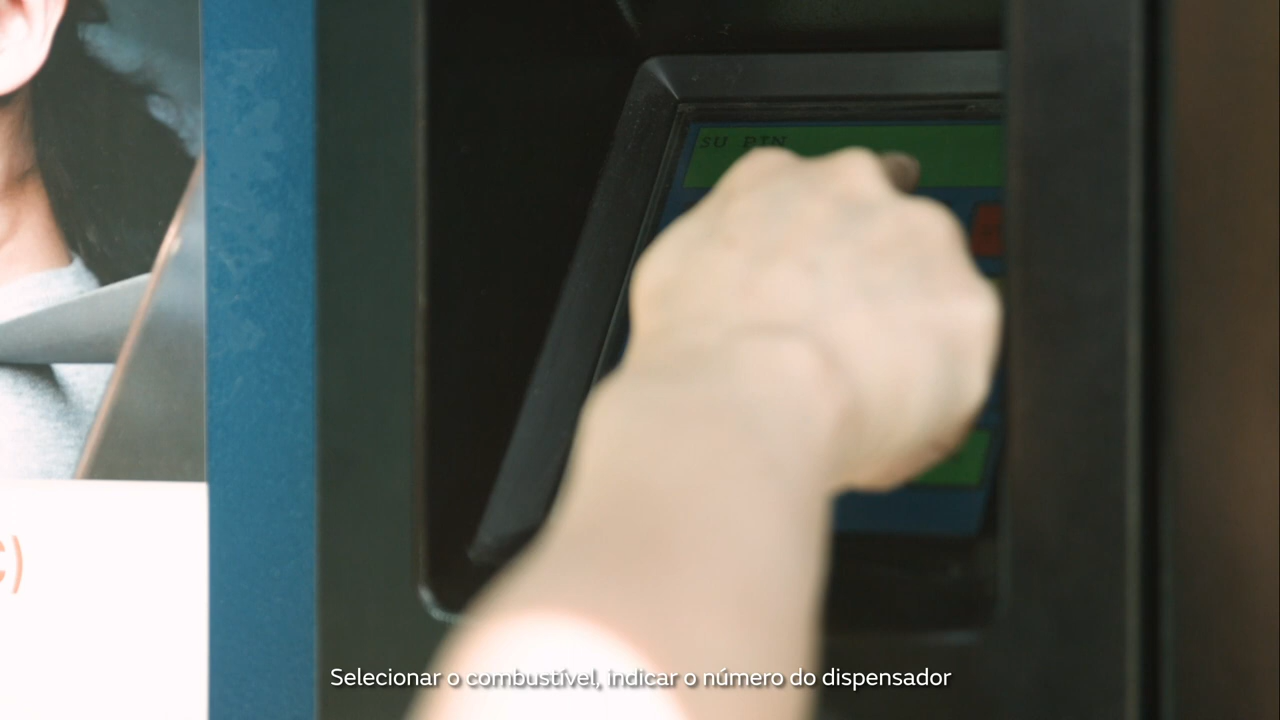 SU PIN
Selecionar o combustível, indicar o número do dispensador